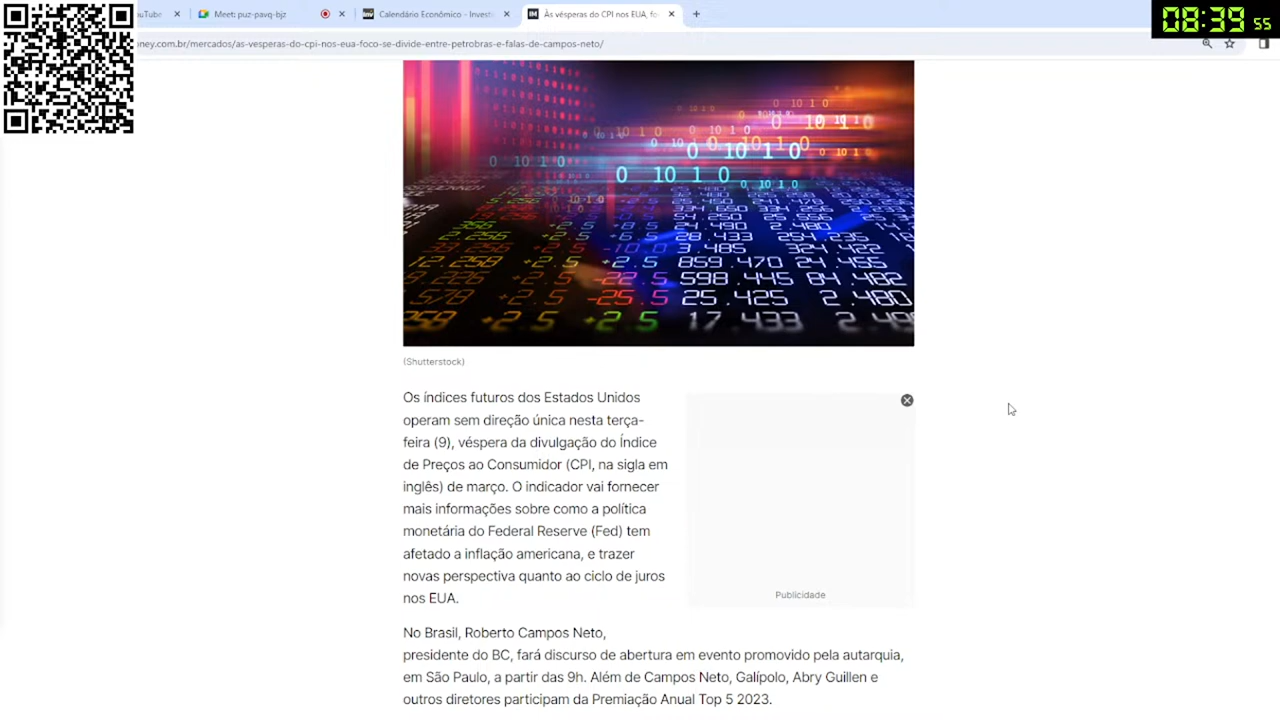 uTube
Meet: puz-pavq-bjz
Calendário Econômico - Investi
Às vésperas do CPI nos EUA, fo
08:39 55
ney.com.br/mercados/as-vesperas-do-cpi-nos-eua-foco-se-divide-entre-petrobras-e-falas-de-campos-neto/
(Shutterstock)
Os índices futuros dos Estados Unidos
operam sem direção única nesta terça-
feira (9), véspera da divulgação do Índice
de Preços ao Consumidor (CPI, na sigla em
inglês) de março. O indicador vai fornecer
mais informações sobre como a política
monetária do Federal Reserve (Fed) tem
afetado a inflação americana, e trazer
novas perspectiva quanto ao ciclo de juros
nos EUA.
Publicidade
No Brasil, Roberto Campos Neto,
presidente do BC, fará discurso de abertura em evento promovido pela autarquia,
em São Paulo, a partir das 9h. Além de Campos Neto, Galípolo, Abry Guillen e
outros diretores participam da Premiação Anual Top 5 2023.